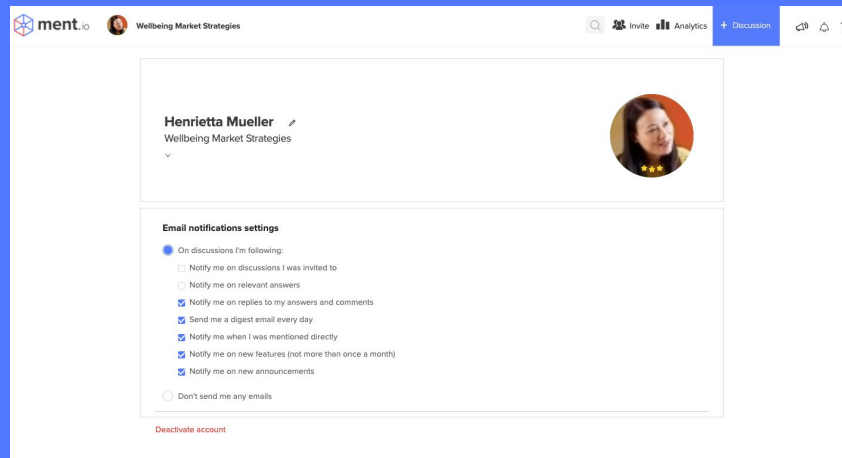 ment.io
Wellbeing Market Strategies
Invite
Analytics
+ Discussion
Henrietta Mueller
Wellbeing Market Strategies
Email notifications settings
On discussions I'm following:
Notify me on discussions I was invited to
Notify me on relevant answers
Notify me on replies to my answers and comments
Send me a digest email every day
Notify me when I was mentioned directly
Notify me on new features (not more than once a month)
Notify me on new announcements
Don't send me any emails
Deactivate account